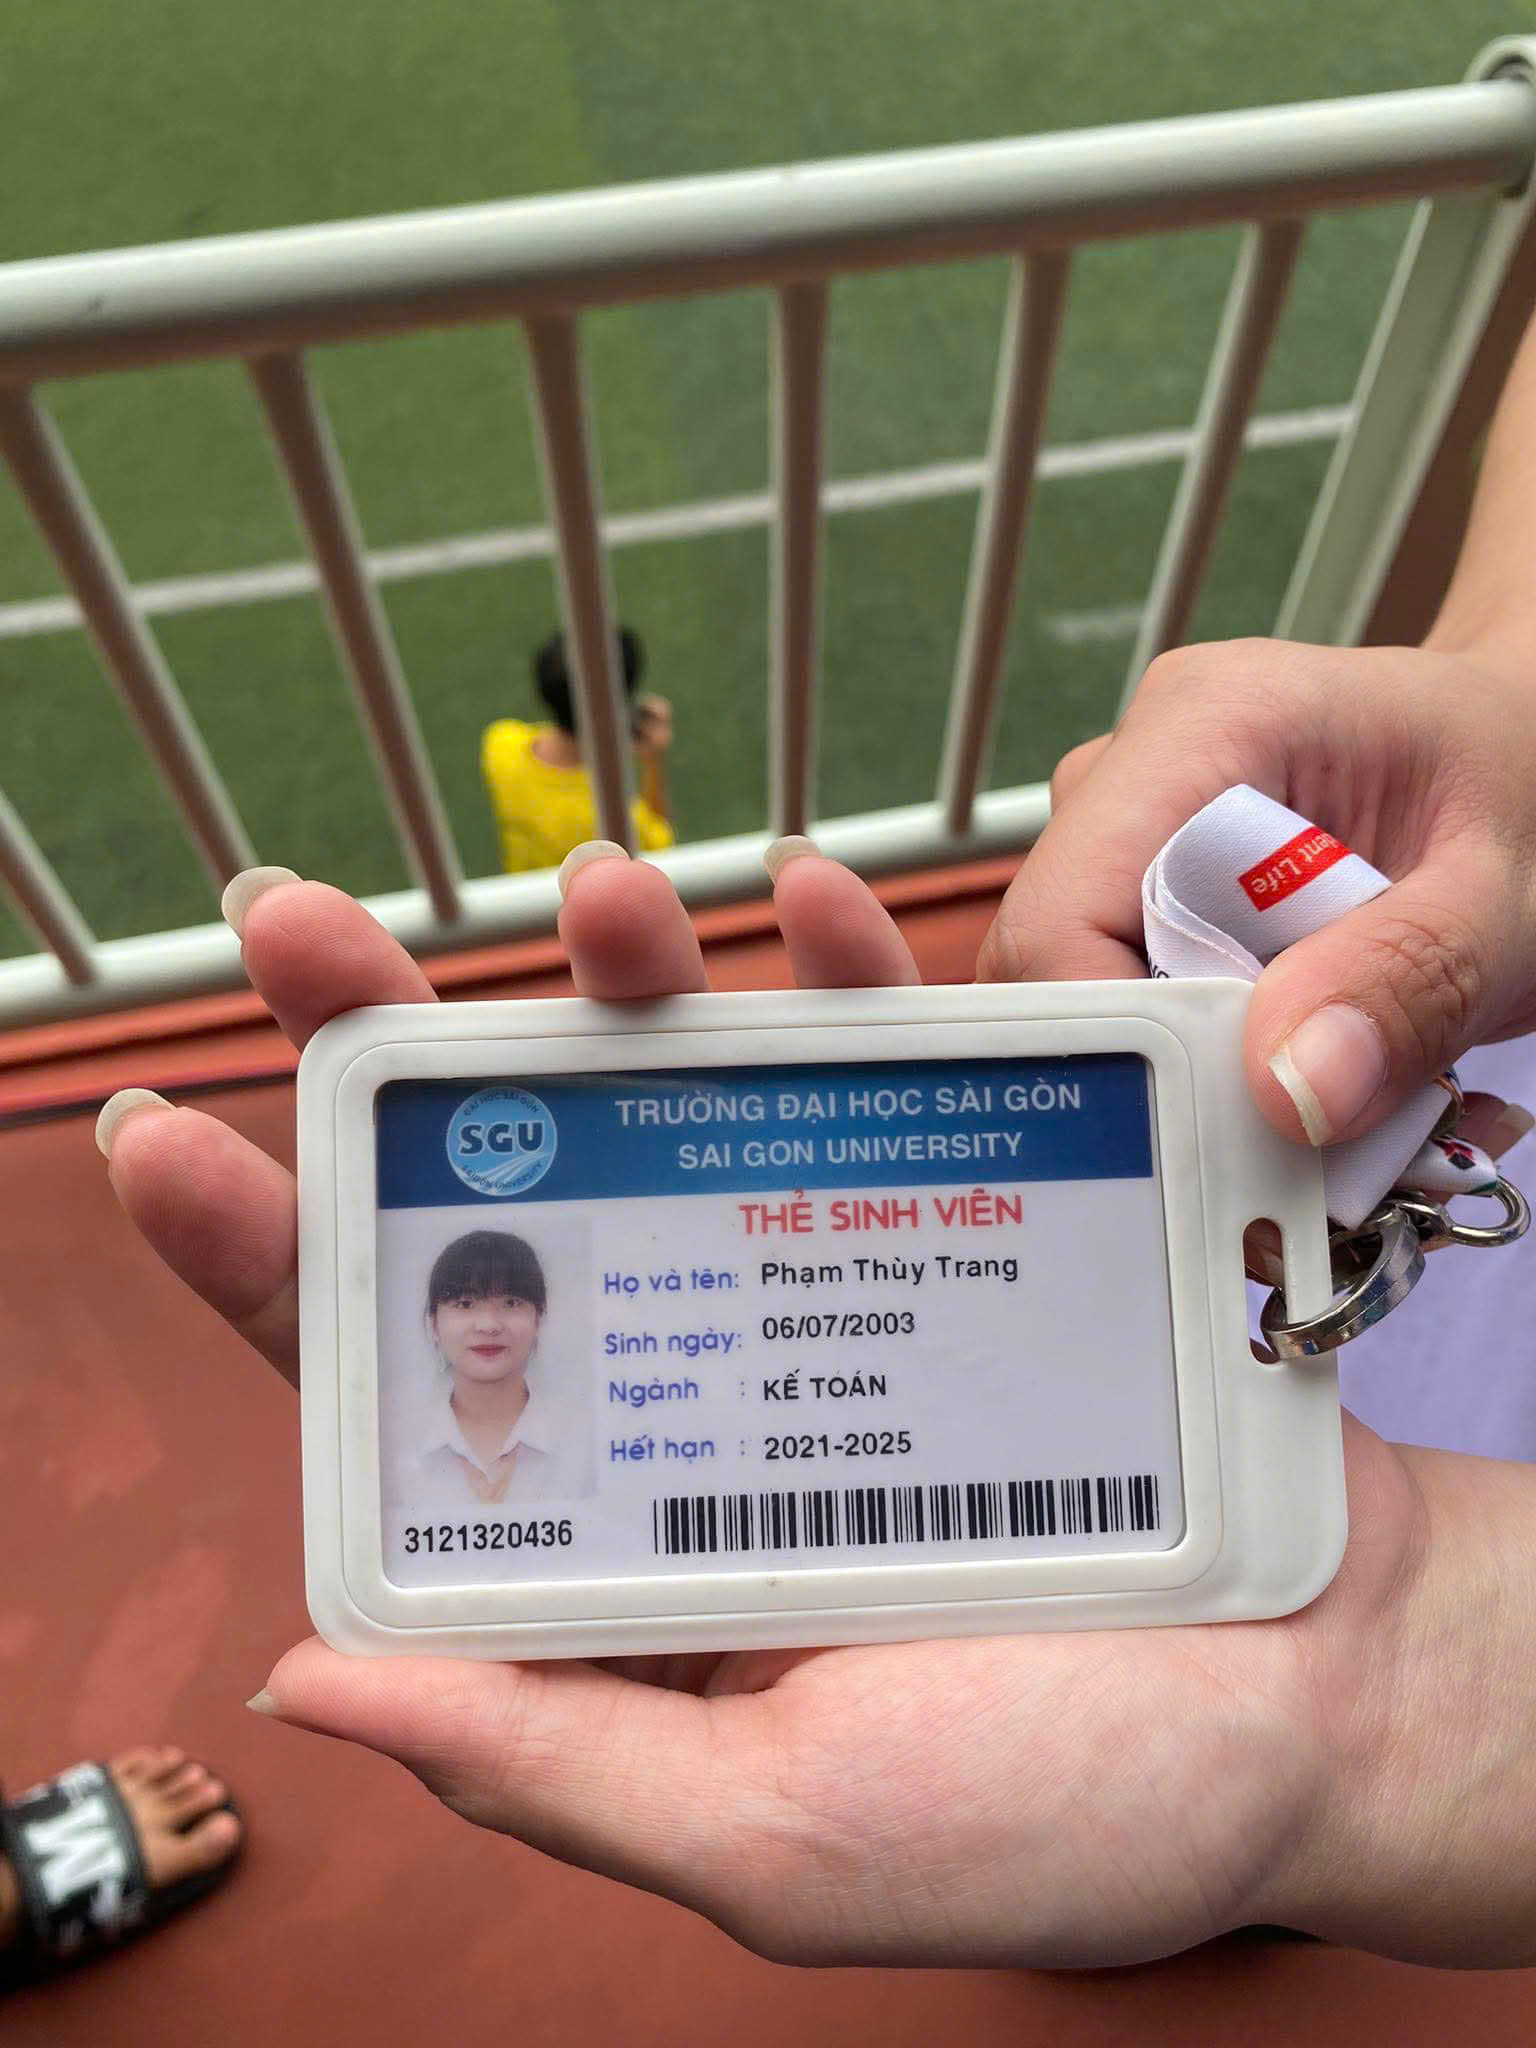 dent Life
ĐẠI HỌC SÀI GÒN
SGU
SAIGON UNIVERSITY
TRƯỜNG ĐẠI HỌC SÀI GÒN
SAI GON UNIVERSITY
THẺ SINH VIÊN
Họ và tên: Phạm Thùy Trang
Sinh ngày: 06/07/2003
Ngành : KẾ TOÁN
Hết hạn : 2021-2025
3121320436
M